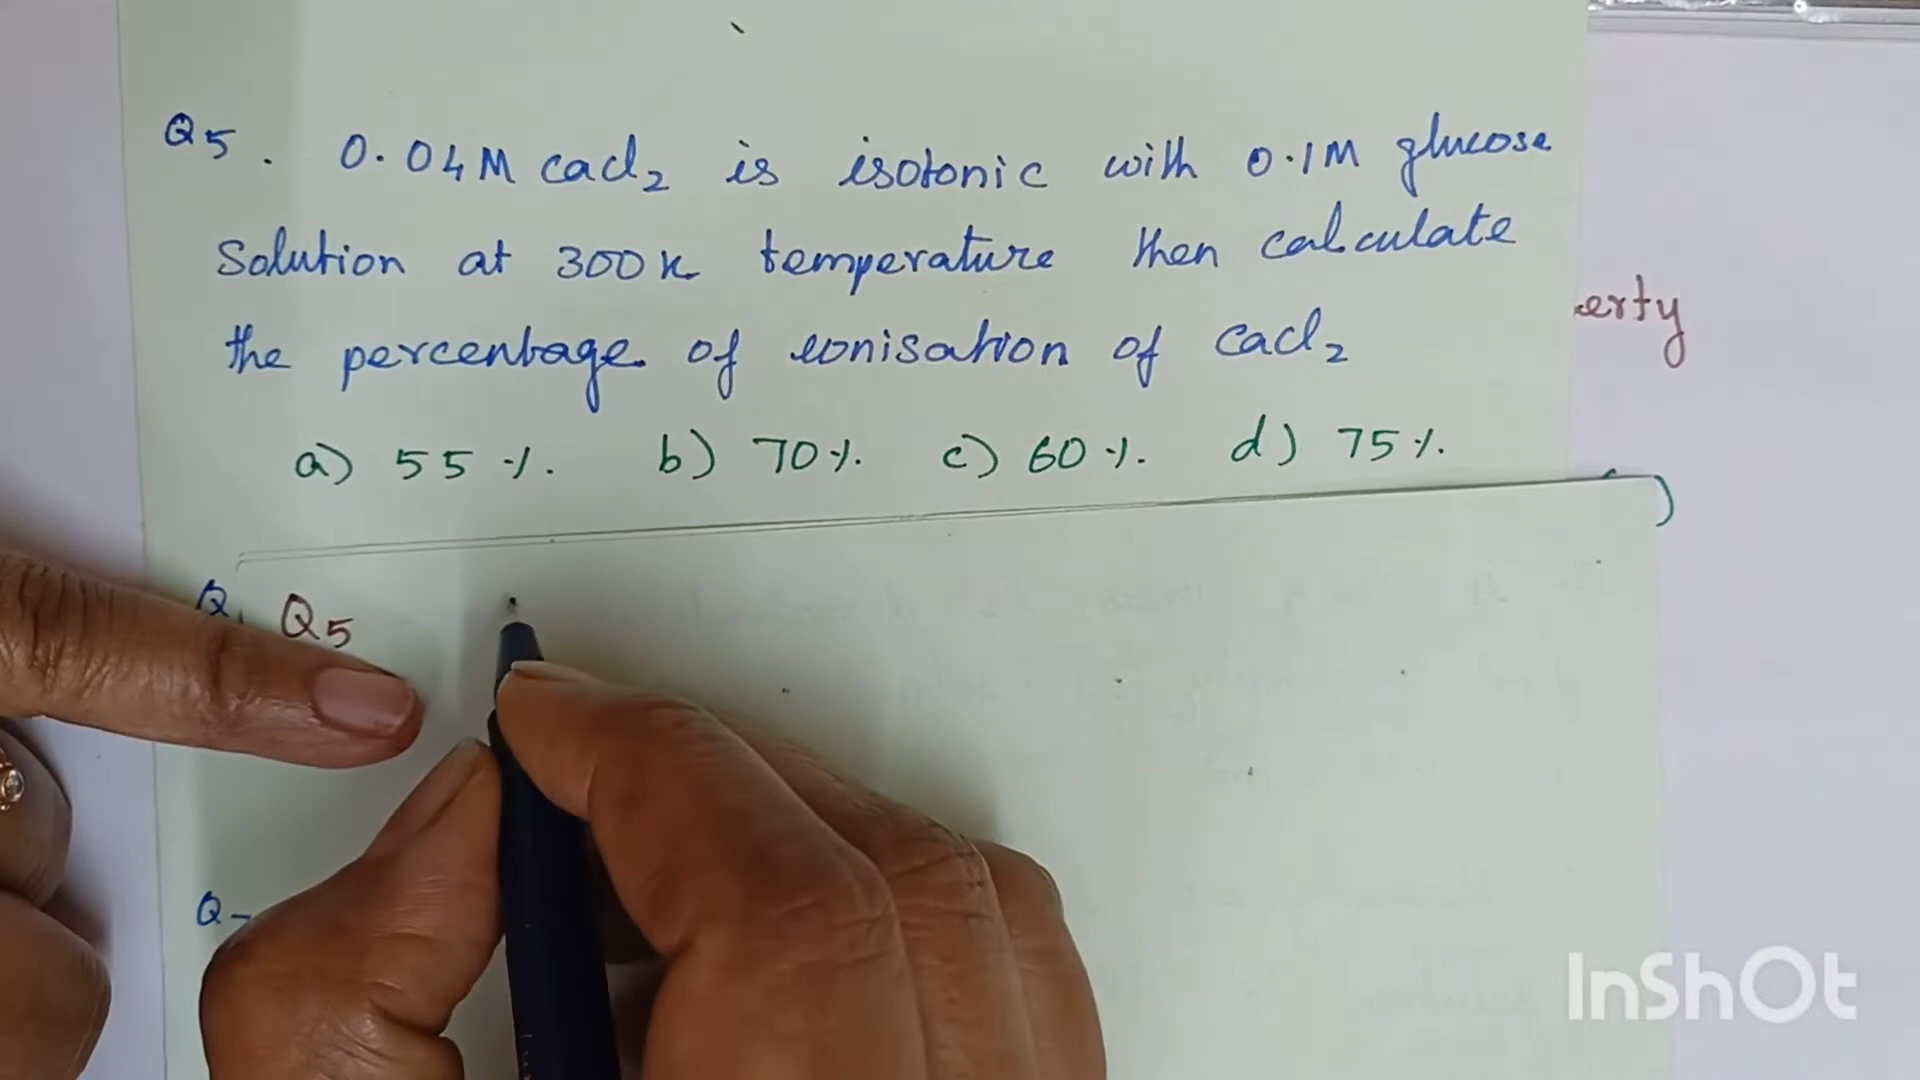 Q5. 0.04M cacl2 is isotonic with 0.1M glucose
Solution at 300K temperature then calculate
the percentage of ionisation of cacl2
a) 55%. b) 70%. c) 60%. d) 75%.
erty
)
Q Q5
Q-
InShOt